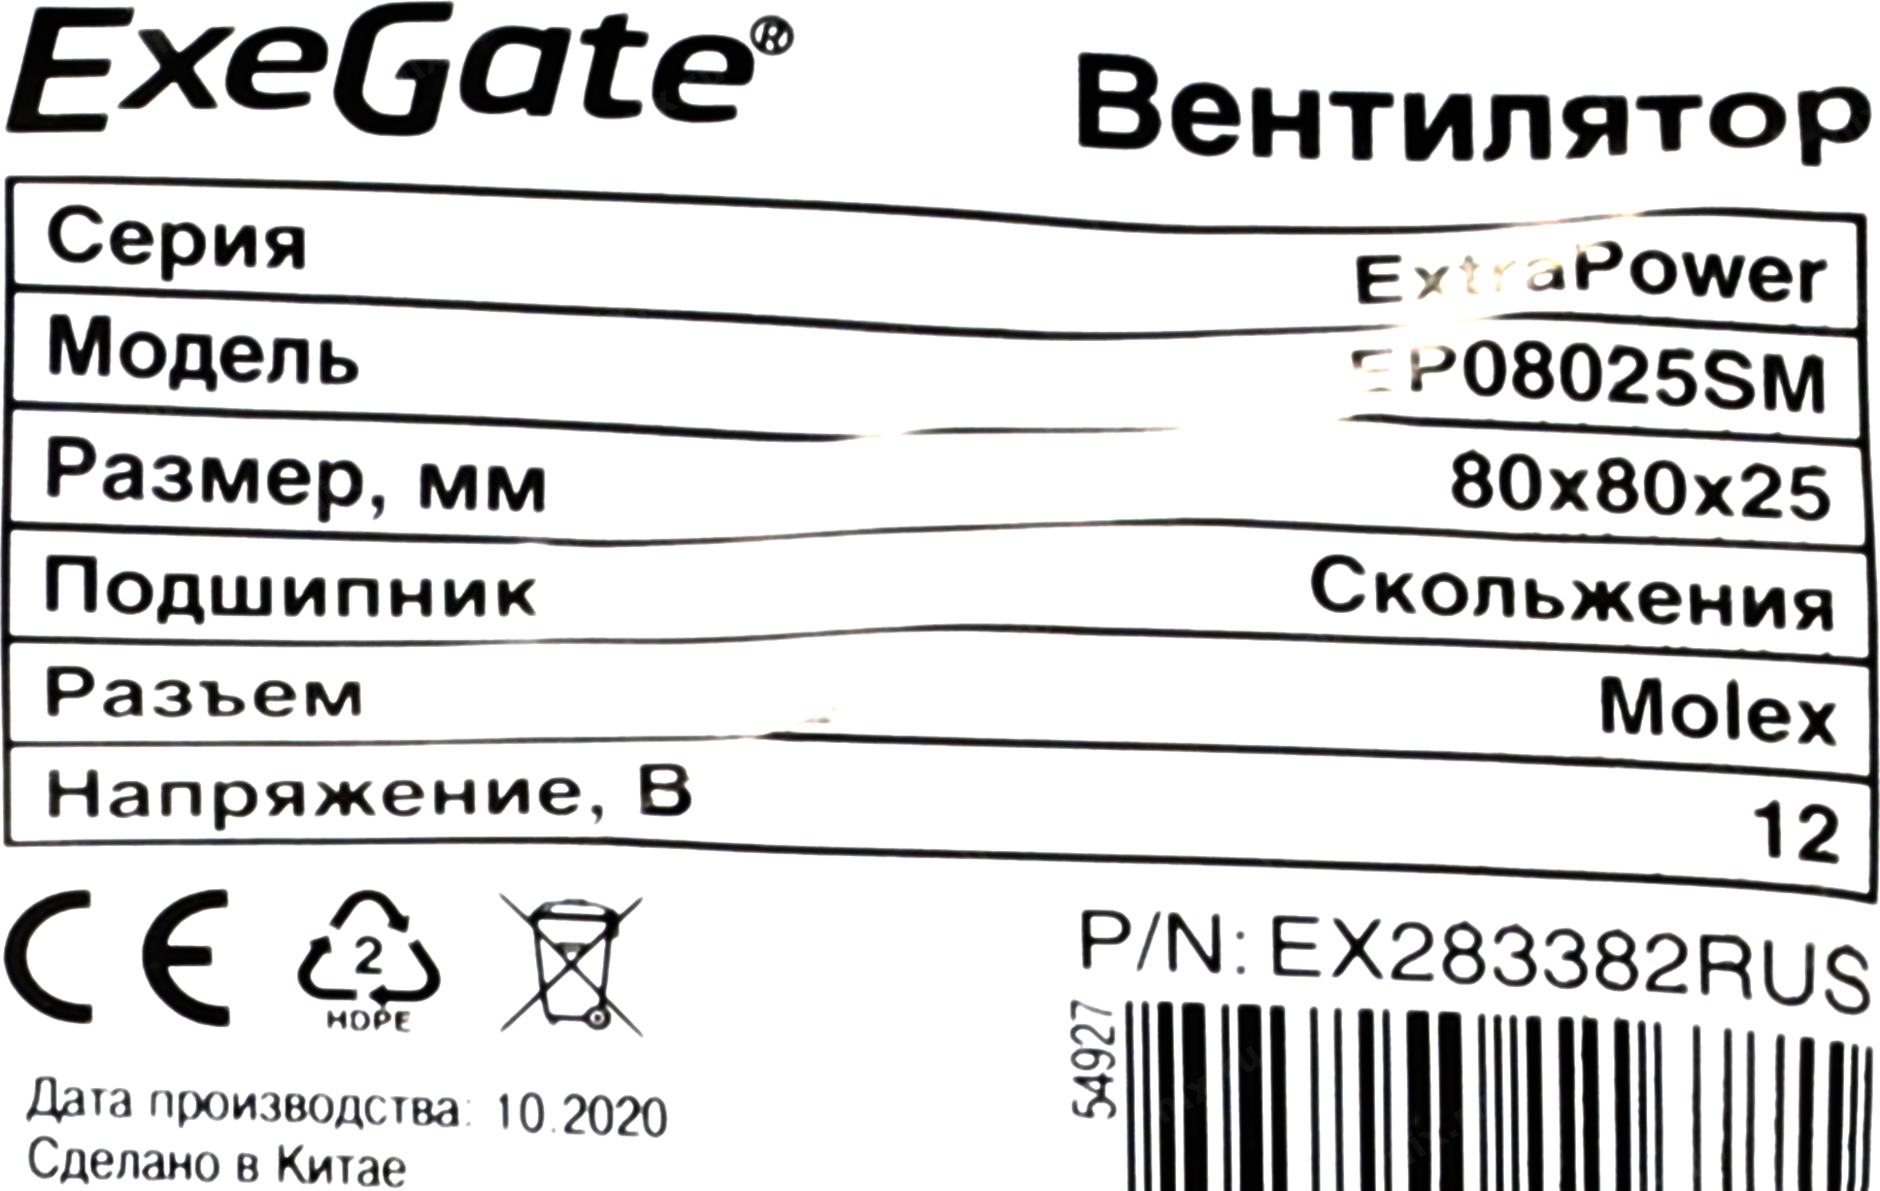 ExeGate®
Вентилятор
Серия ExtraPower
Модель EP08025SM
Размер, мм 80x80x25
Подшипник Скольжения
Разъем Molex
Напряжение, В 12
CE
2
HDPE
P/N: EX283382RUS
54927
Дата производства: 10.2020
Сделано в Китае